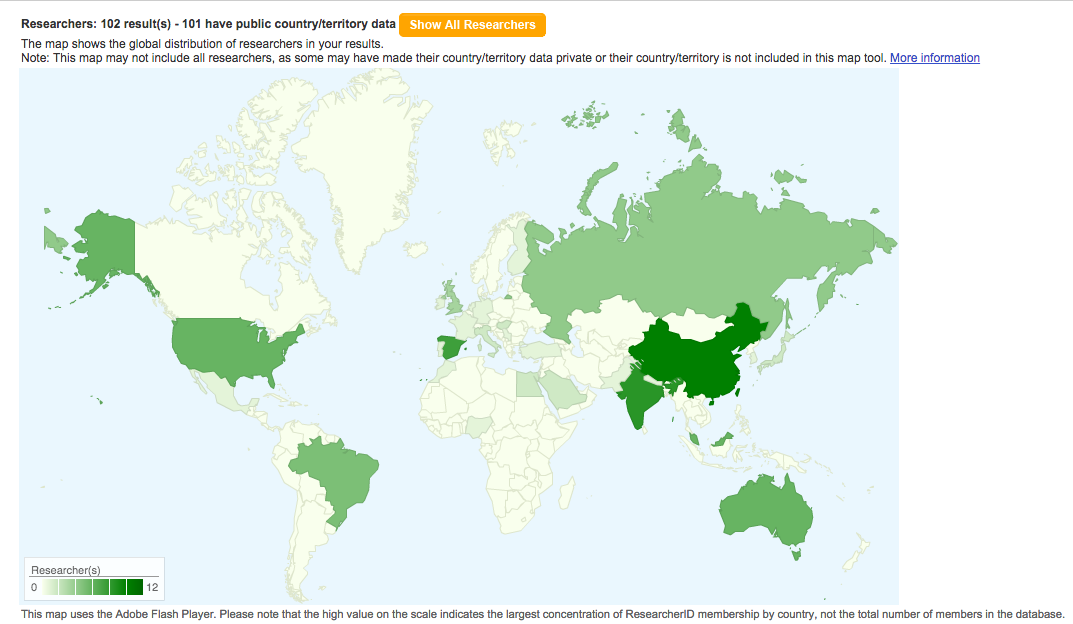 Researchers: 102 result(s) - 101 have public country/territory data Show All Researchers
The map shows the global distribution of researchers in your results.
Note: This map may not include all researchers, as some may have made their country/territory data private or their country/territory is not included in this map tool. More information
Researcher(s)
0 12
This map uses the Adobe Flash Player. Please note that the high value on the scale indicates the largest concentration of ResearcherID membership by country, not the total number of members in the database.